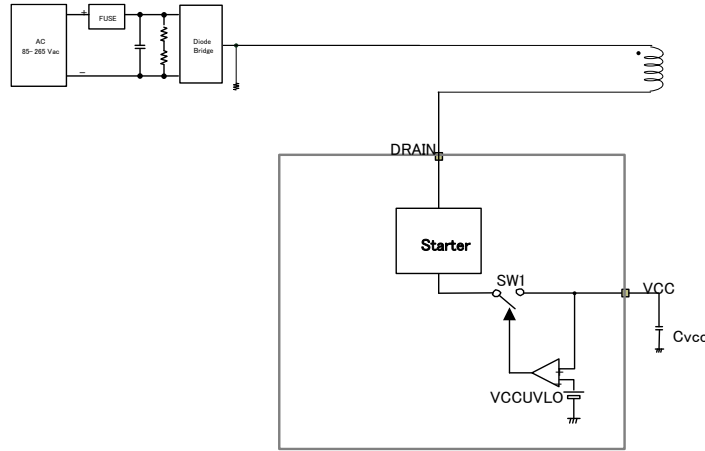 FUSE
AC
85-265 Vac
+
-
Diode
Bridge
DRAIN
Starter
SW1
VCC
Cvcc
+
-
VCCUVLO